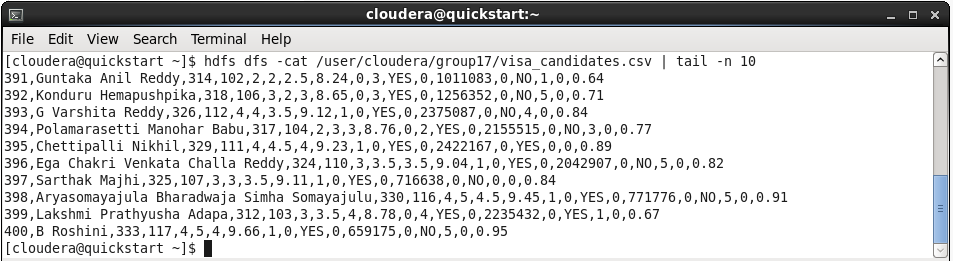 cloudera@quickstart:~
File Edit View Search Terminal Help
[cloudera@quickstart ~]$ hdfs dfs -cat /user/cloudera/group17/visa_candidates.csv | tail -n 10
391,Guntaka Anil Reddy,314,102,2,2,2.5,8.24,0,3,YES,0,1011083,0,NO,1,0,0.64
392,Konduru Hemapushpika,318,106,3,2,3,8.65,0,3,YES,0,1256352,0,NO,5,0,0.71
393,G Varshita Reddy,326,112,4,4,3.5,9.12,1,0,YES,0,2375087,0,NO,4,0,0.84
394,Polamarasetti Manohar Babu,317,104,2,3,3,8.76,0,2,YES,0,2155515,0,NO,3,0,0.77
395,Chettipalli Nikhil,329,111,4,4.5,4,9.23,1,0,YES,0,2422167,0,YES,0,0,0.89
396,Ega Chakri Venkata Challa Reddy,324,110,3,3.5,3.5,9.04,1,0,YES,0,2042907,0,NO,5,0,0.82
397,Sarthak Majhi,325,107,3,3,3.5,9.11,1,0,YES,0,716638,0,NO,0,0,0.84
398,Aryasomayajula Bharadwaja Simha Somayajulu,330,116,4,5,4.5,9.45,1,0,YES,0,771776,0,NO,5,0,0.91
399,Lakshmi Prathyusha Adapa,312,103,3,3.5,4,8.78,0,4,YES,0,2235432,0,YES,1,0,0.67
400,B Roshini,333,117,4,5,4,9.66,1,0,YES,0,659175,0,NO,5,0,0.95
[cloudera@quickstart ~]$